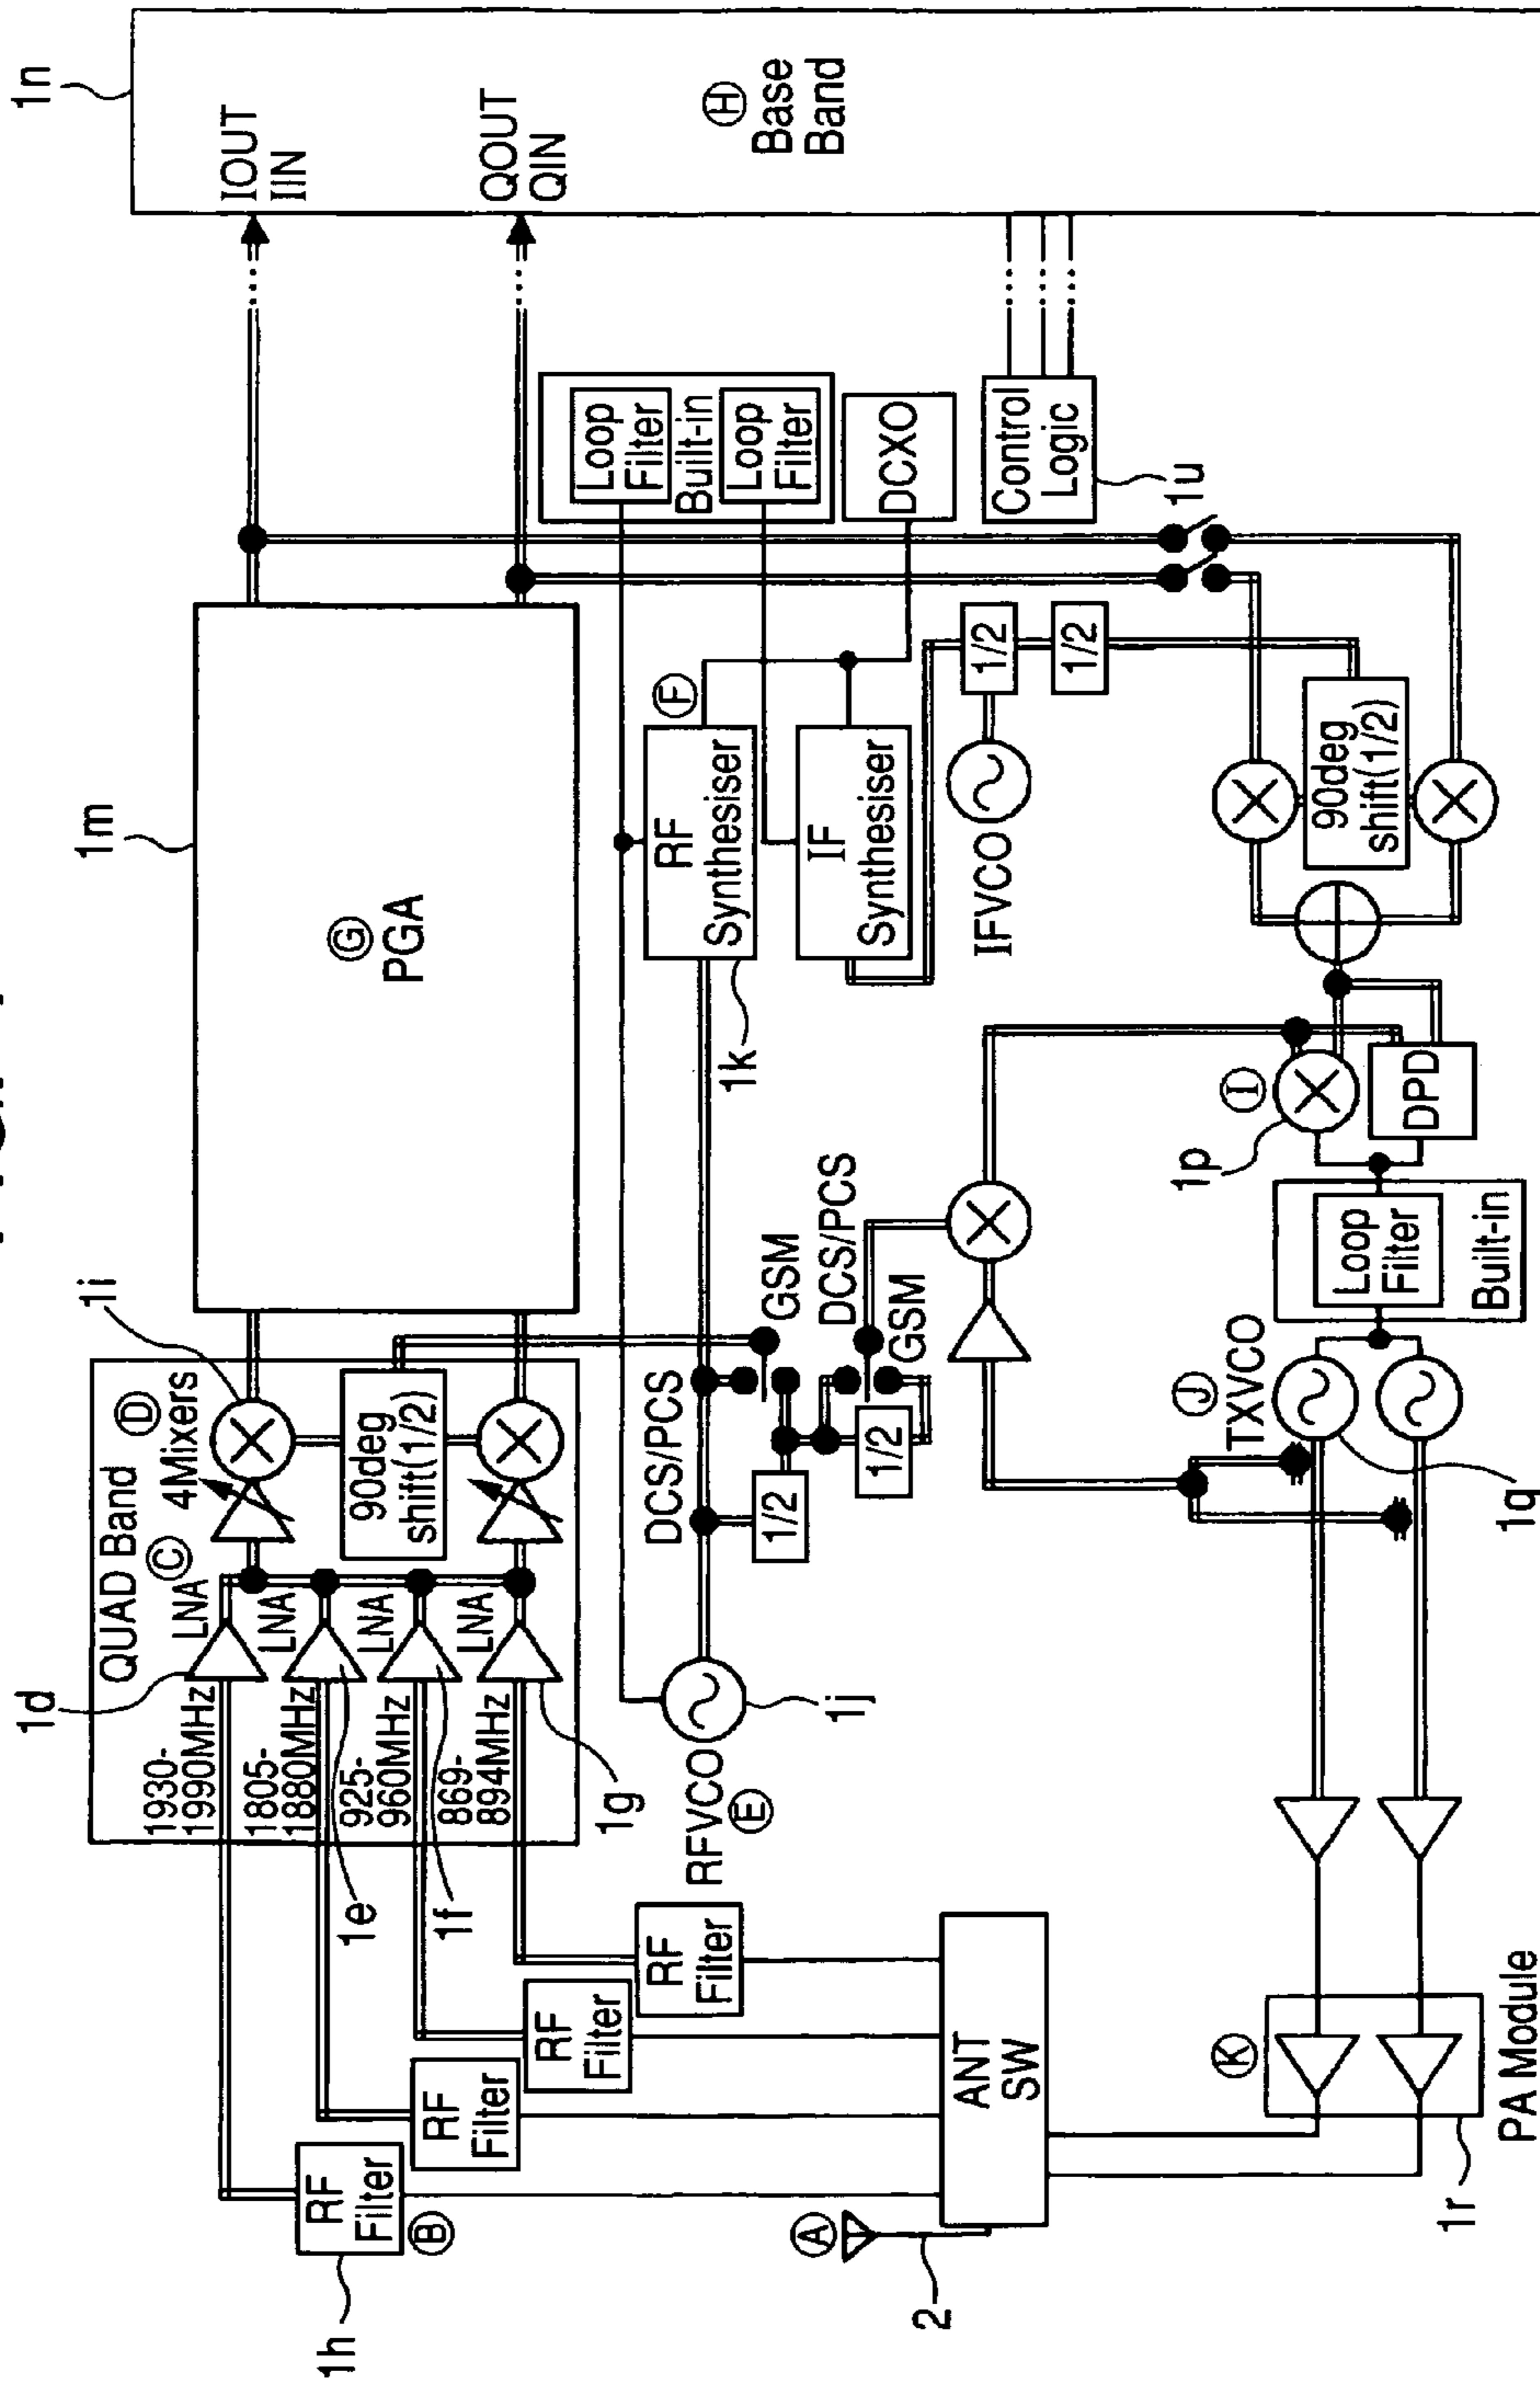 1n
IOUT
IIN
QOUT
QIN
Ⓗ
Base
Band
1m
Ⓖ
PGA
1i
Ⓓ
4Mixers
QUAD Band
Ⓒ
LNA
LNA
LNA
LNA
90deg
shift(1/2)
1d
1930-
1990MHz
1805-
1880MHz
925-
960MHz
869-
894MHz
1e
1f
1g
RF
Filter
Ⓑ
1h
RF
Filter
RF
Filter
RF
Filter
RFVCO
Ⓔ
1j
DCS/PCS
GSM
1/2
1/2
DCS/PCS
GSM
Ⓕ
RF
Synthesiser
1k
IF
Synthesiser
Loop
Filter
Built-in
Loop
Filter
DCXO
Control
Logic
1u
IFVCO
1/2
1/2
90deg
shift(1/2)
Ⓘ
1p
DPD
Loop
Filter
Built-in
Ⓙ
TXVCO
1q
Ⓐ
2
ANT
SW
Ⓚ
1r
PA Module